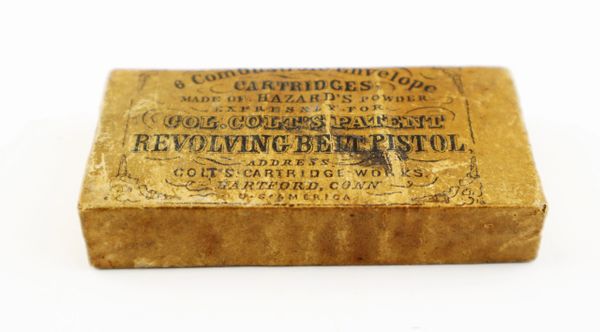 6 Combustible Envelope
CARTRIDGES
MADE OF HAZARD'S POWDER
EXPRESSLY FOR
COL. COLT'S PATENT
REVOLVING BELT PISTOL.
ADDRESS
COLT'S CARTRIDGE WORKS.
HARTFORD, CONN
U.S. AMERICA